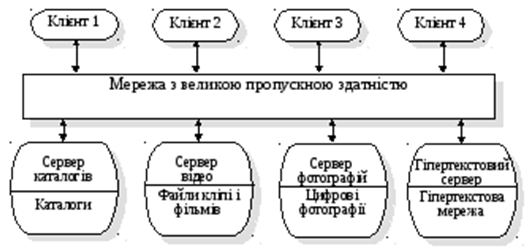 Клієнт 1
Клієнт 2
Клієнт 3
Клієнт 4
Мережа з великою пропускною здатністю
Сервер
каталогів
Каталоги
Сервер
відео
Файли кліпі і
фільмів
Сервер
фотографій
Цифрові
фотографії
Гіпертекстовий
сервер
Гіпертекстова
мережа